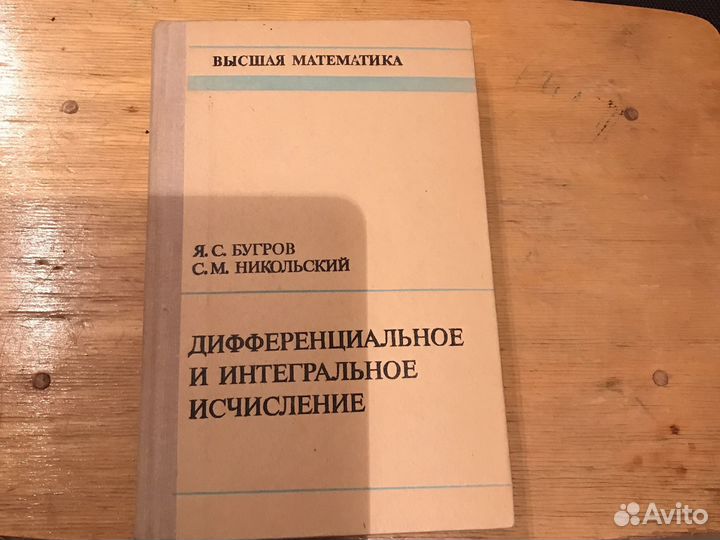 ВЫСШАЯ МАТЕМАТИКА
Я. С. БУГРОВ
С. М. НИКОЛЬСКИЙ
ДИФФЕРЕНЦИАЛЬНОЕ
И ИНТЕГРАЛЬНОЕ
ИСЧИСЛЕНИЕ
Avito